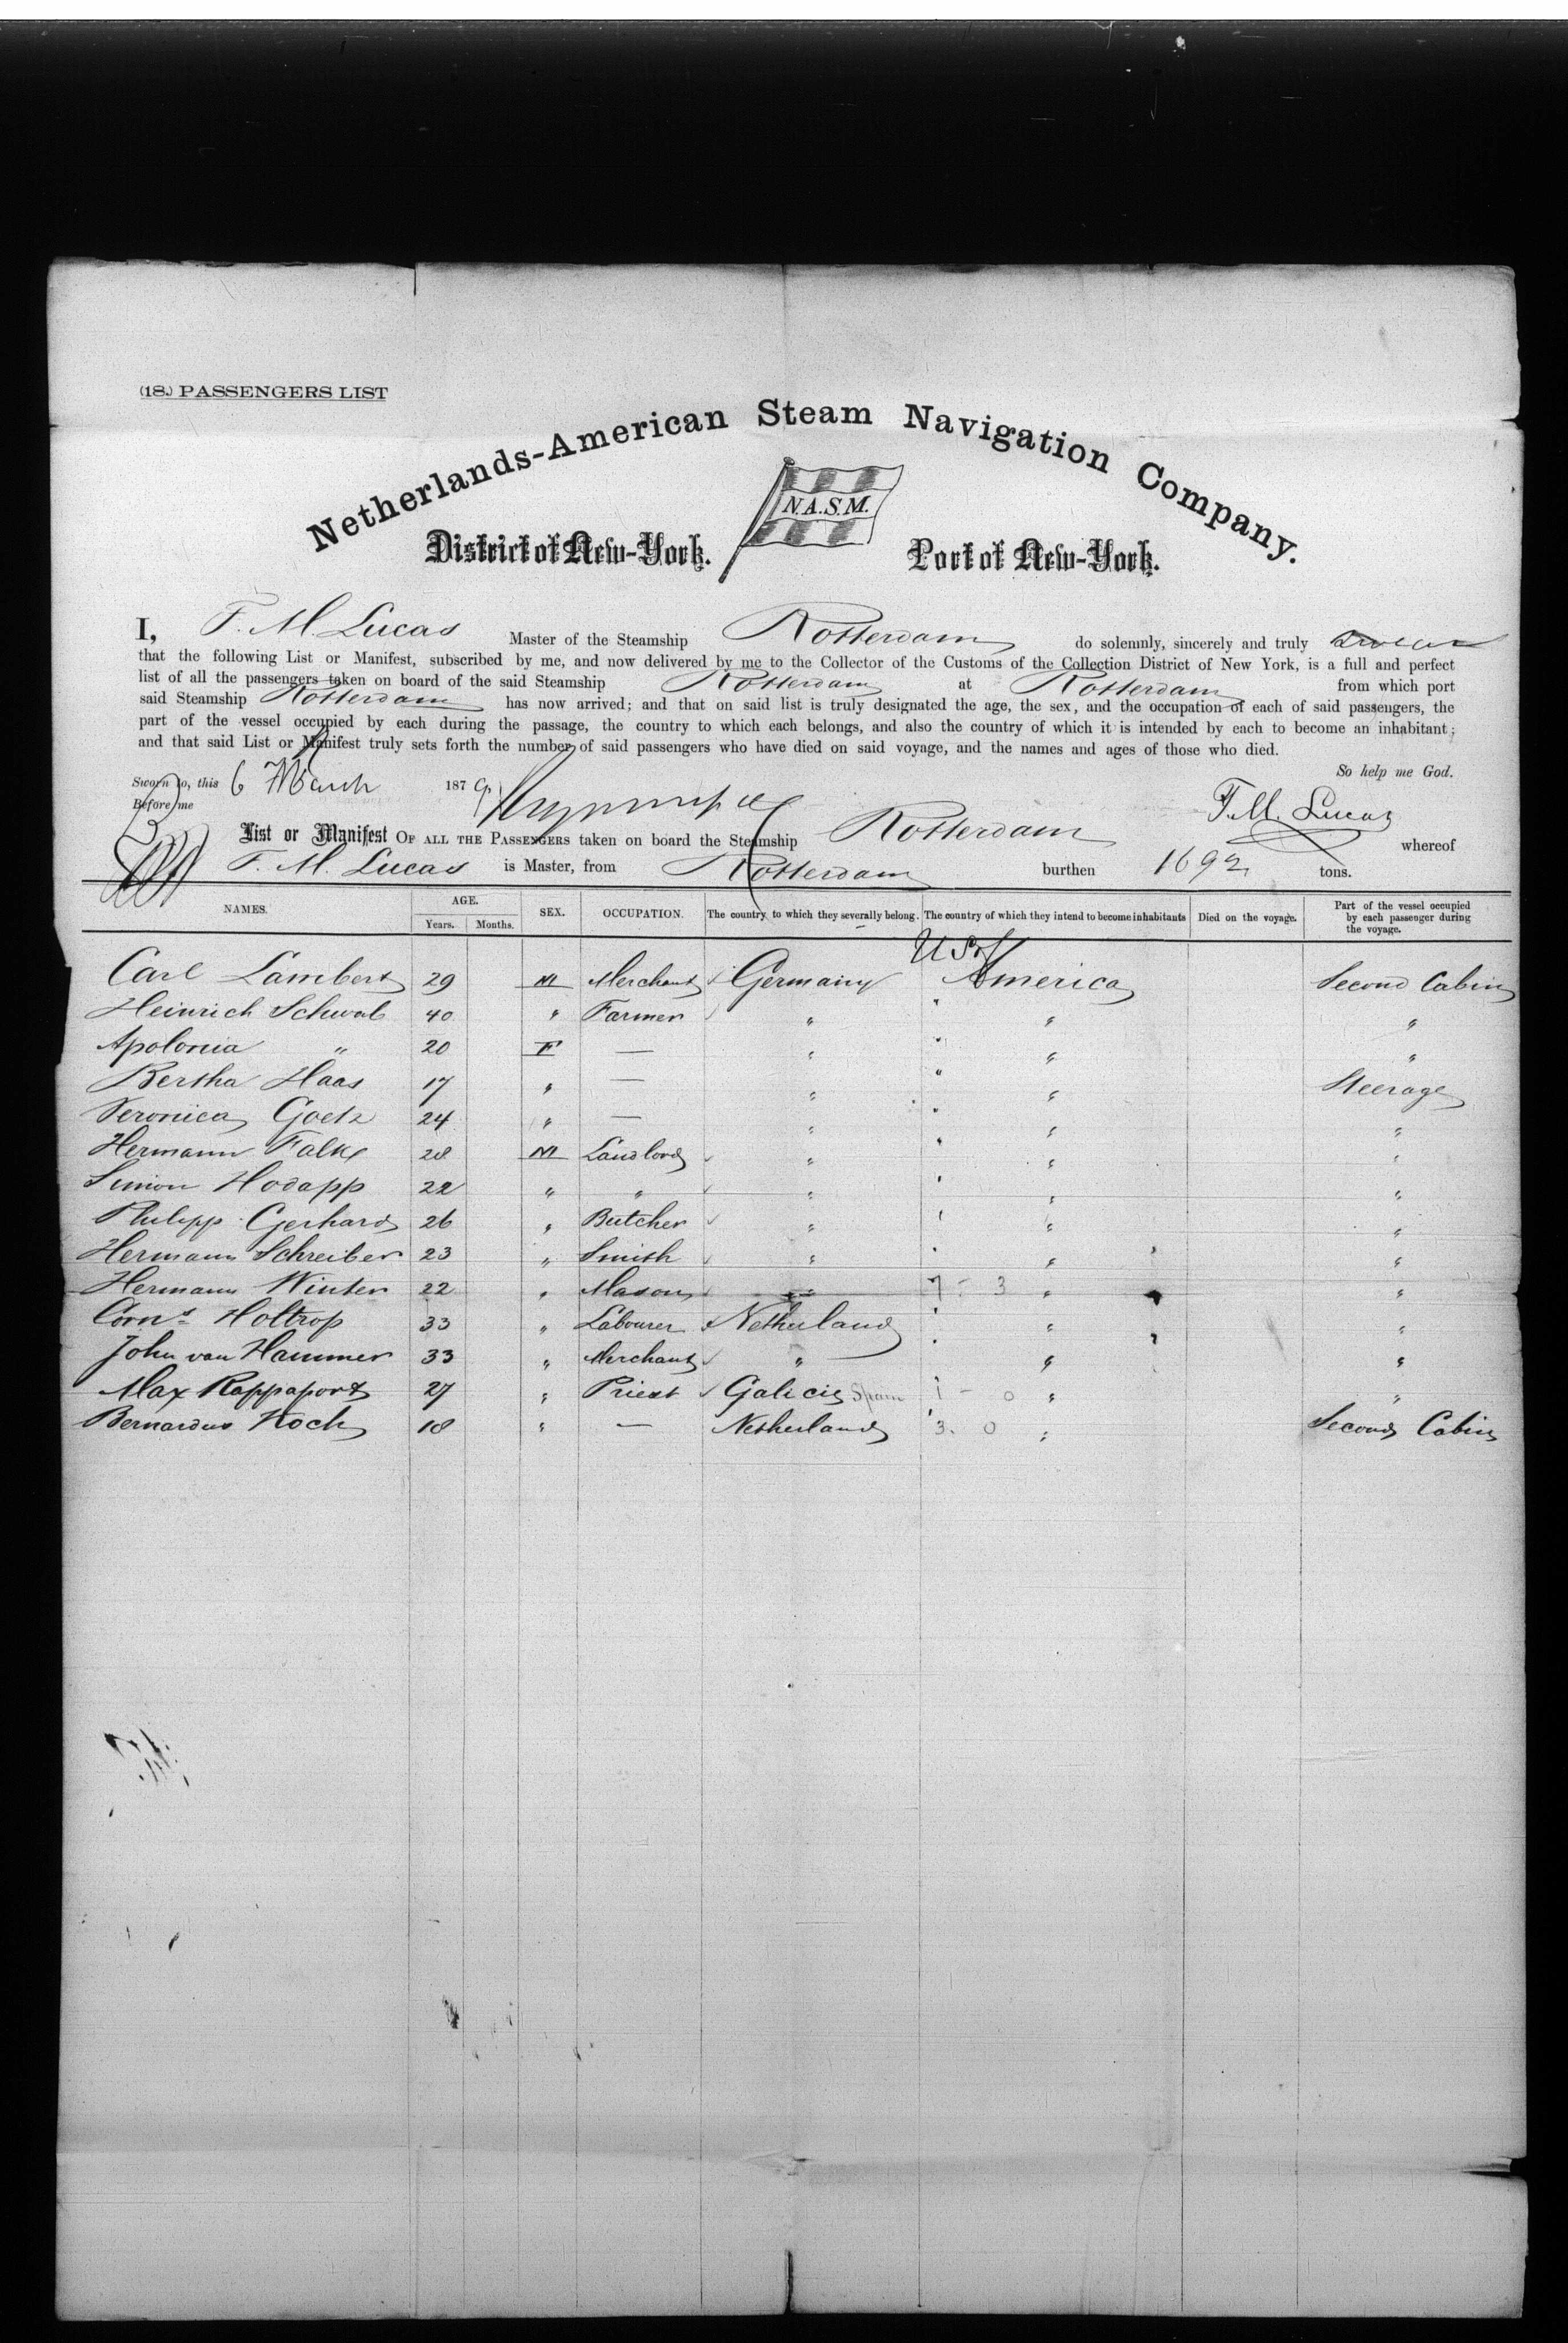 (18.) PASSENGERS LIST
Netherlands-American Steam Navigation Company.
N.A.S.M.
District of New-York. Port of New-York.
I, F. M. Lucas Master of the Steamship Rotterdam do solemnly, sincerely and truly swear
that the following List or Manifest, subscribed by me, and now delivered by me to the Collector of the Customs of the Collection District of New York, is a full and perfect
list of all the passengers taken on board of the said Steamship Rotterdam at Rotterdam from which port
said Steamship Rotterdam has now arrived; and that on said list is truly designated the age, the sex, and the occupation of each of said passengers, the
part of the vessel occupied by each during the passage, the country to which each belongs, and also the country of which it is intended by each to become an inhabitant;
and that said List or Manifest truly sets forth the number of said passengers who have died on said voyage, and the names and ages of those who died.
So help me God.
Sworn to, this 6 March 1879
Before me
F. M. Lucas
List or Manifest OF ALL THE PASSENGERS taken on board the Steamship Rotterdam whereof
F. M. Lucas is Master, from Rotterdam burthen 1692 tons.
NAMES. AGE. Years. Months. SEX. OCCUPATION. The country to which they severally belong. The country of which they intend to become inhabitants Died on the voyage. Part of the vessel occupied by each passenger during the voyage.
Carl Lambert 29 M Merchant Germany USA America Second Cabin
Heinrich Schwab 40 " Farmer " " " "
Apolonia " 20 F — " " " "
Bertha Haas 17 " — " " " Steerage
Veronica Goetz 24 " — " " " "
Hermann Falke 28 M Landlord " " " "
Simon Hodapp 22 " " " " " "
Philipp Gerhard 26 " Butcher " " " "
Hermann Schreiber 23 " Smith " " " "
Hermann Winter 22 " Mason " 7 - 3 " "
Corns Holtrop 33 " Labourer Netherland " " "
John van Hammer 33 " Merchant " " " "
Max Rappaport 27 " Priest Galicia Spain 1 - 0 " "
Bernardus Koch 18 " — Netherland 3. 0 " Second Cabin